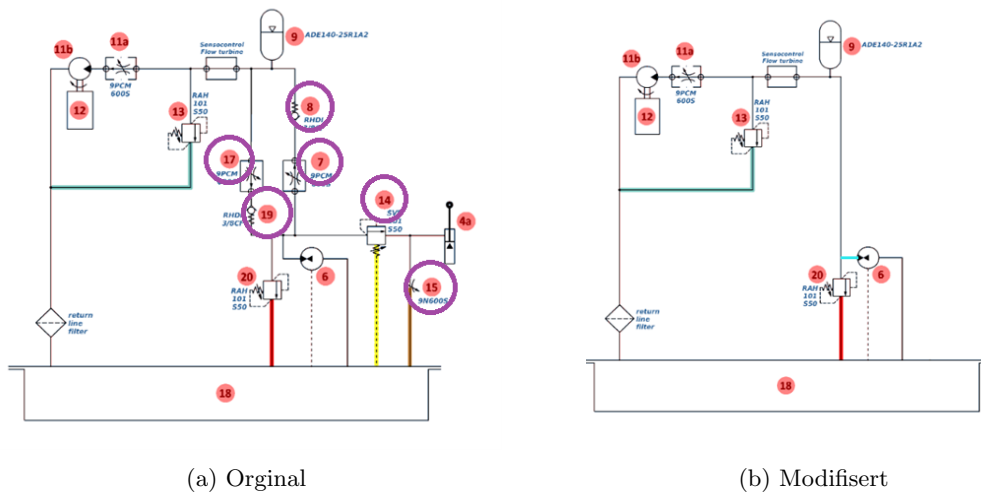 9
ADE140-25R1A2
11b
11a
Sensocontrol
Flow turbine
9PCM
600S
12
13
RAH
101
S50
8
17
9PCM
7
9PCM
RHDI
3/8
19
14
S50
4a
20
RAH
101
S50
6
15
9N600S
return
line
filter
18
(a) Orginal
9
ADE140-25R1A2
11b
11a
Sensocontrol
Flow turbine
9PCM
600S
12
13
RAH
101
S50
20
RAH
101
S50
6
return
line
filter
18
(b) Modifisert